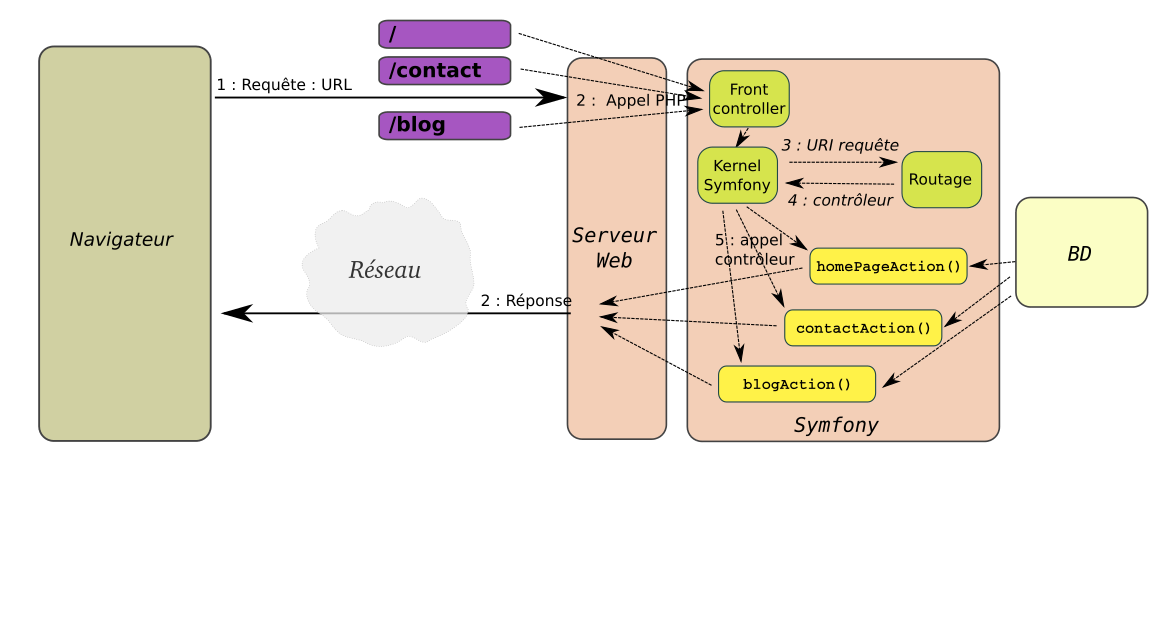 /
/contact
/blog
1 : Requête : URL
2 :  Appel PHP
Front
controller
3 : URI requête
Kernel
Symfony
Routage
4 : contrôleur
Navigateur
Réseau
Serveur
Web
5 : appel
contrôleur
homePageAction()
BD
2 : Réponse
contactAction()
blogAction()
Symfony